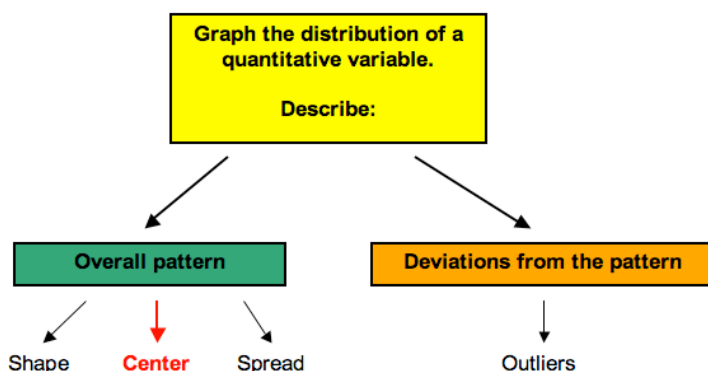 Graph the distribution of a
quantitative variable.
Describe:
Overall pattern
Deviations from the pattern
Shape
Center
Spread
Outliers